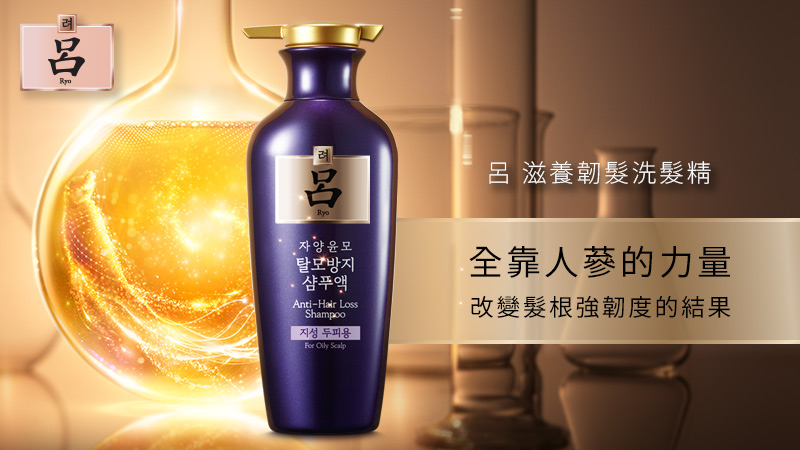 려
呂
Ryo
려
呂
Ryo
자양윤모
탈모방지
샴푸액
Anti-Hair Loss
Shampoo
지성 두피용
For Oily Scalp
呂 滋養韌髮洗髮精
全靠人蔘的力量
改變髮根強韌度的結果